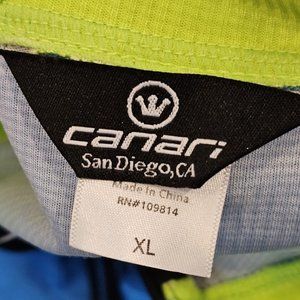 canari
San Diego, CA
Made in China
RN#109814
XL